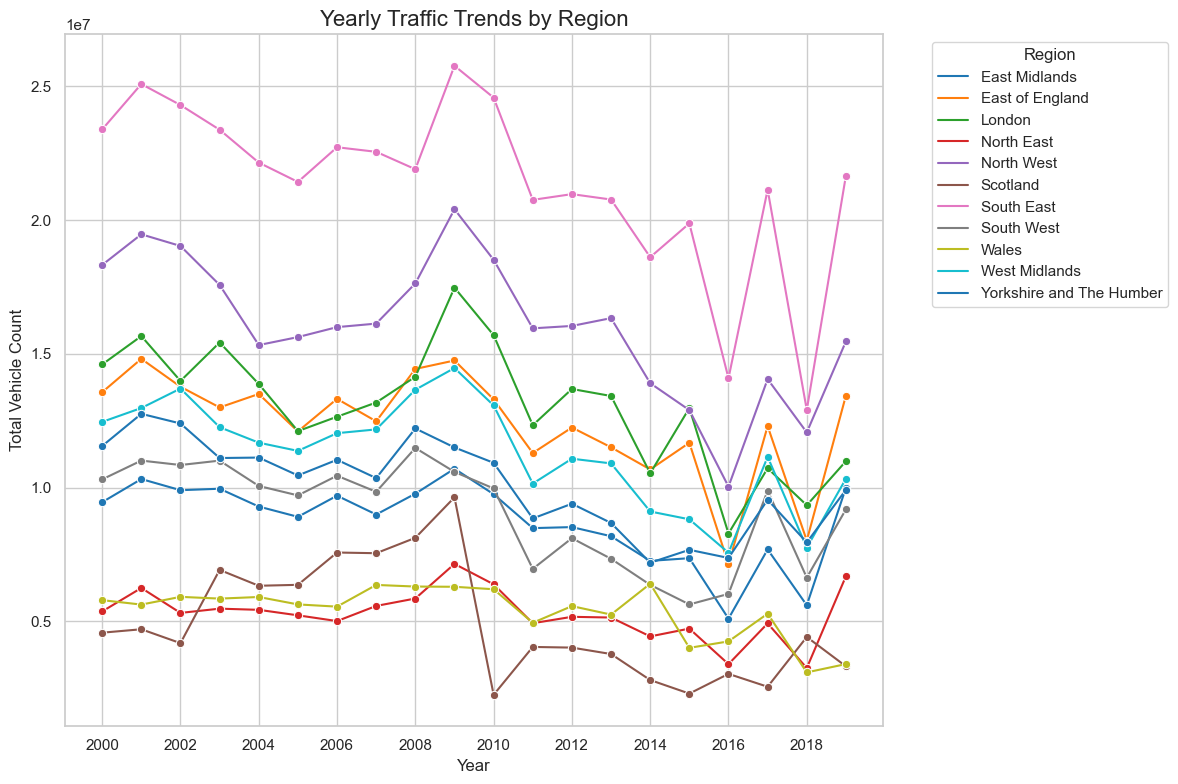 Yearly Traffic Trends by Region
1e7
2.5
2.0
1.5
1.0
0.5
Total Vehicle Count
2000 2002 2004 2006 2008 2010 2012 2014 2016 2018
Year
Region
East Midlands
East of England
London
North East
North West
Scotland
South East
South West
Wales
West Midlands
Yorkshire and The Humber